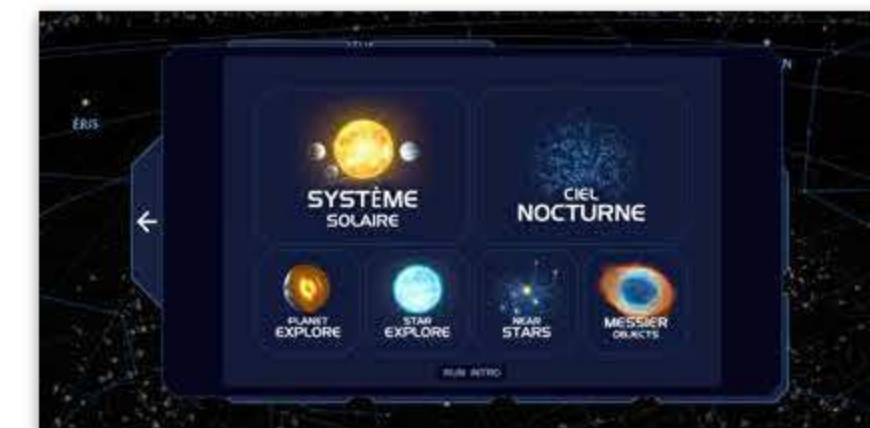 ÉRIS
N
SYSTÈME
SOLAIRE
CIEL
NOCTURNE
PLANET
EXPLORE
STAR
EXPLORE
NEAR
STARS
MESSIER
OBJECTS
RUN INTRO